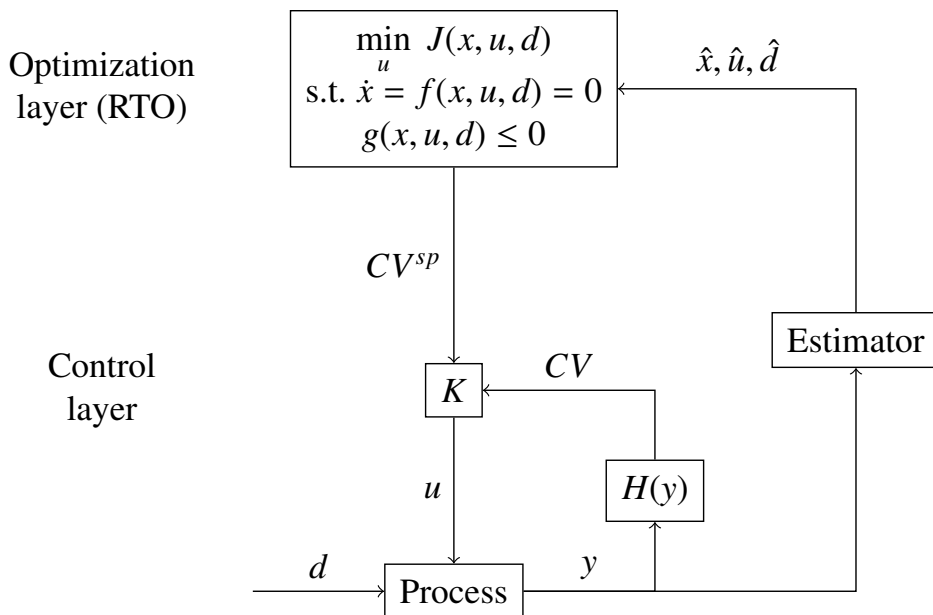 Optimization
layer (RTO)
min J(x, u, d)
u
s.t. ẋ = f(x, u, d) = 0
g(x, u, d) ≤ 0
x̂, û, d̂
CV^{sp}
Estimator
Control
layer
K
CV
u
H(y)
d
Process
y